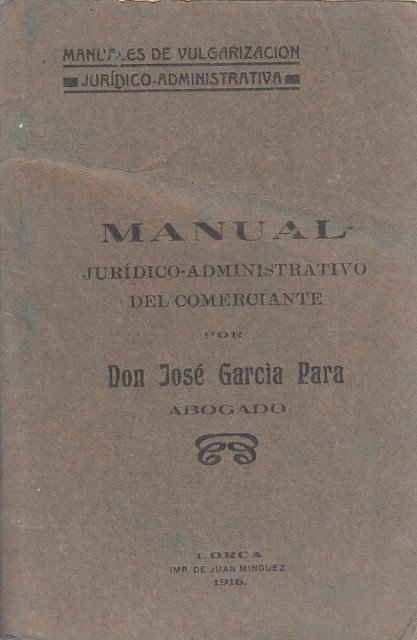 MANUALES DE VULGARIZACION
JURÍDICO-ADMINISTRATIVA
MANUAL
JURÍDICO-ADMINISTRATIVO
DEL COMERCIANTE
POR
Don José Garcia Para
ABOGADO
LORCA
IMP. DE JUAN MINGUEZ
1916.